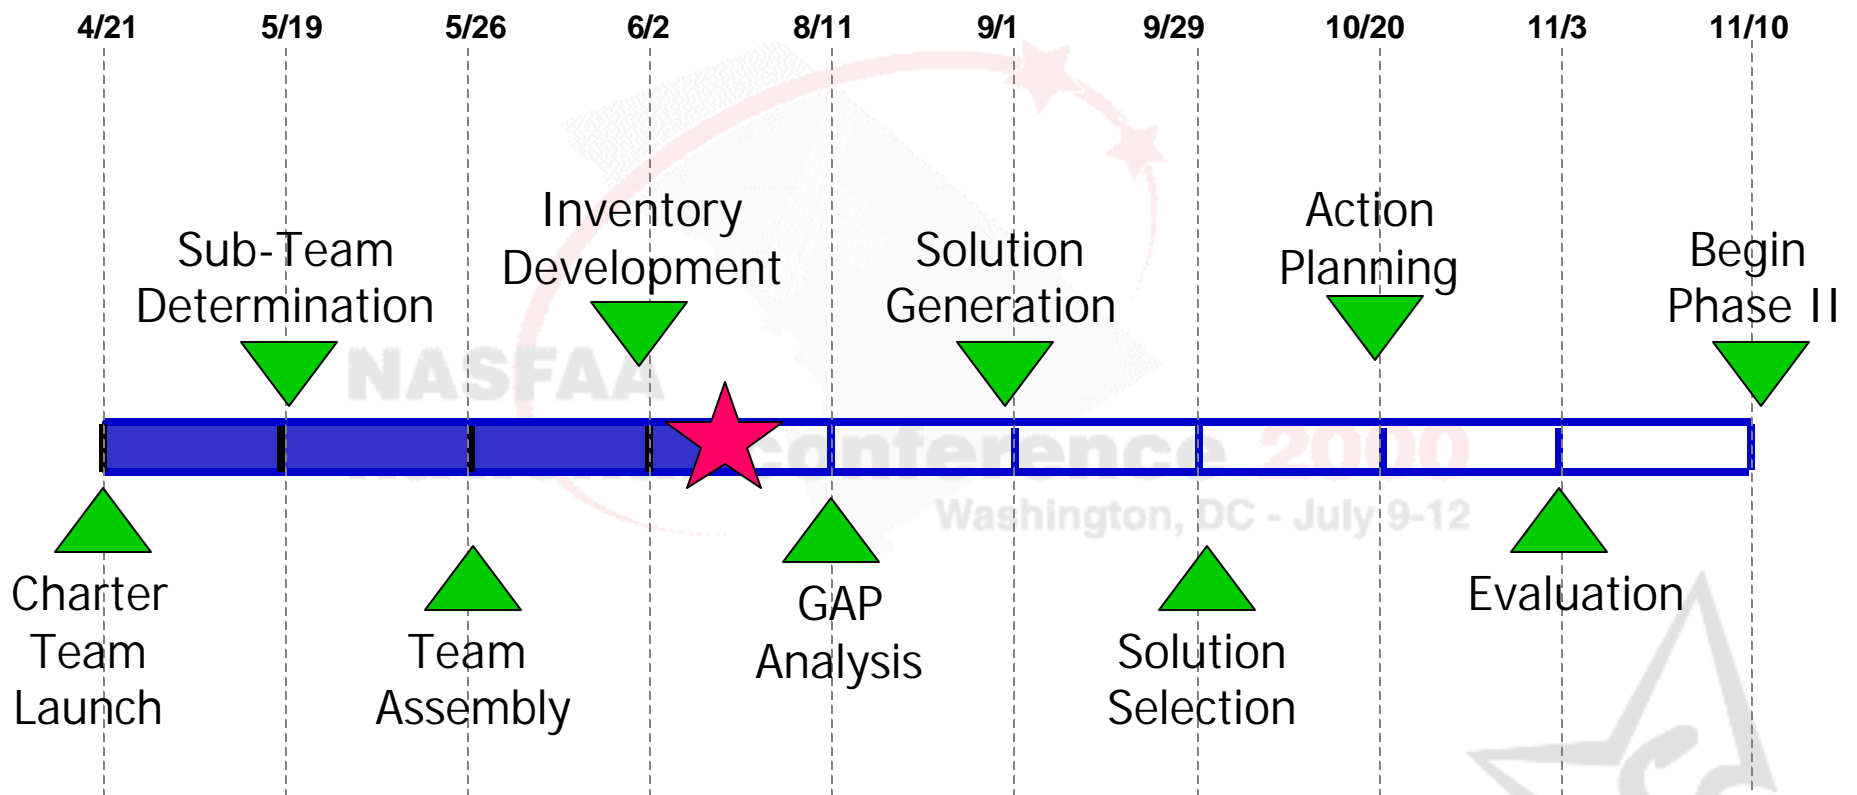 4/21 5/19 5/26 6/2 8/11 9/1 9/29 10/20 11/3 11/10
Sub-Team
Determination
Inventory
Development
Solution
Generation
Action
Planning
Begin
Phase II
NASFAA
Conference 2000
Washington, DC - July 9-12
Charter
Team
Launch
Team
Assembly
GAP
Analysis
Solution
Selection
Evaluation